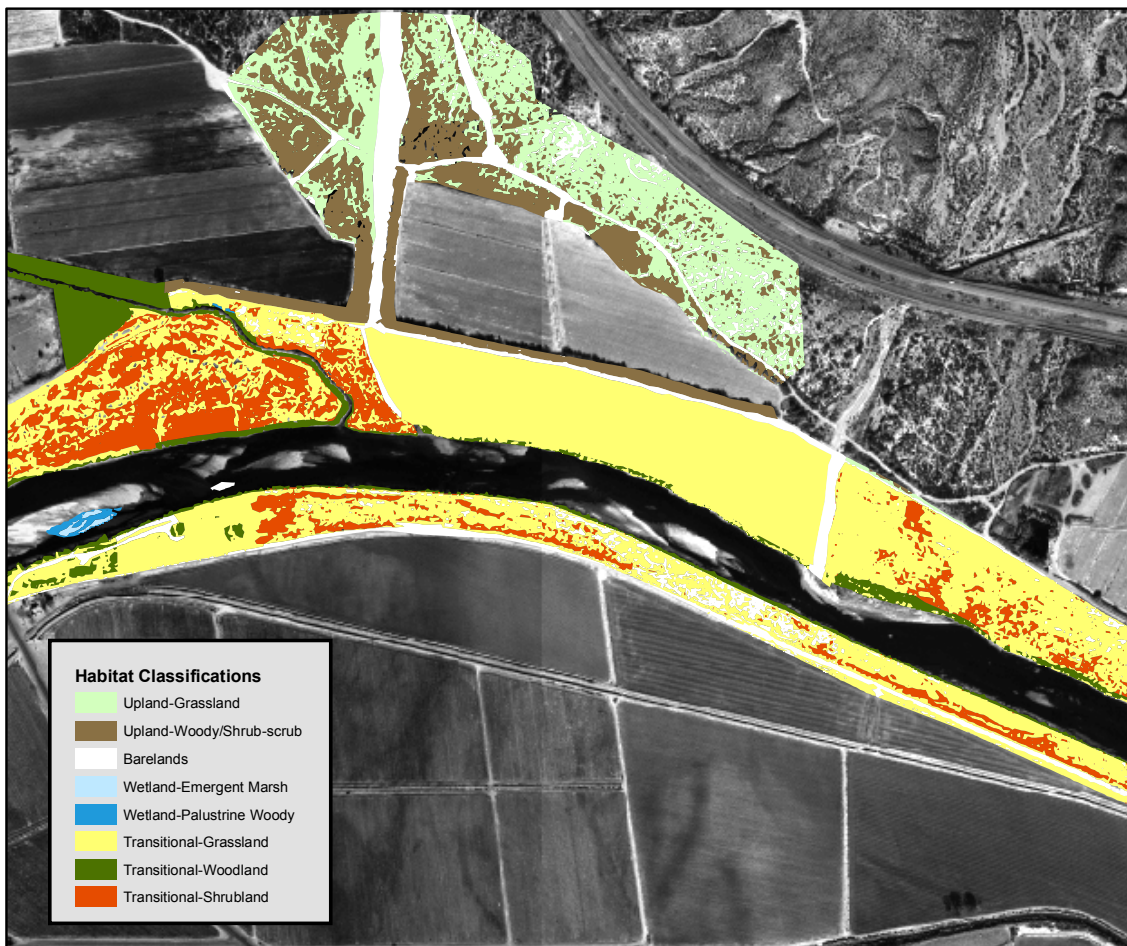 Habitat Classifications
Upland-Grassland
Upland-Woody/Shrub-scrub
Barelands
Wetland-Emergent Marsh
Wetland-Palustrine Woody
Transitional-Grassland
Transitional-Woodland
Transitional-Shrubland